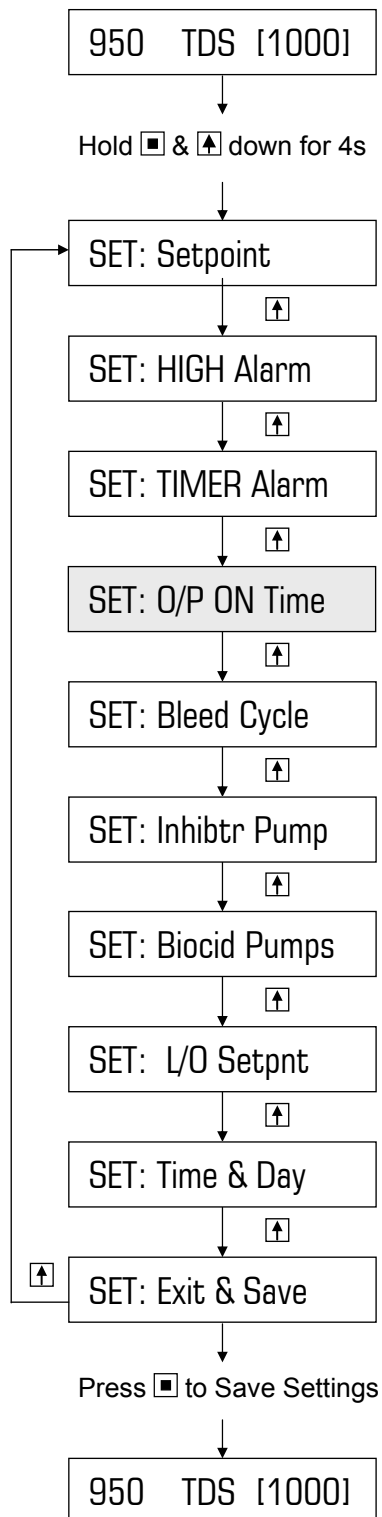 950 TDS [1000]
Hold & down for 4s
SET: Setpoint
SET: HIGH Alarm
SET: TIMER Alarm
SET: O/P ON Time
SET: Bleed Cycle
SET: Inhibtr Pump
SET: Biocid Pumps
SET: L/O Setpnt
SET: Time & Day
SET: Exit & Save
Press to Save Settings
950 TDS [1000]